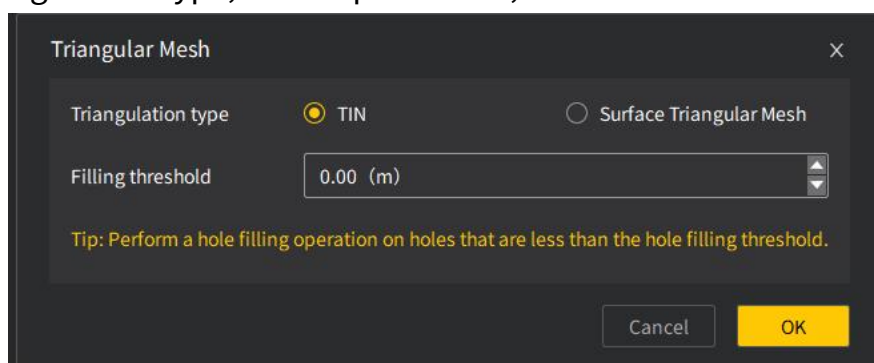 Triangular Mesh X
Triangulation type TIN Surface Triangular Mesh
Filling threshold 0.00 (m)
Tip: Perform a hole filling operation on holes that are less than the hole filling threshold.
Cancel OK